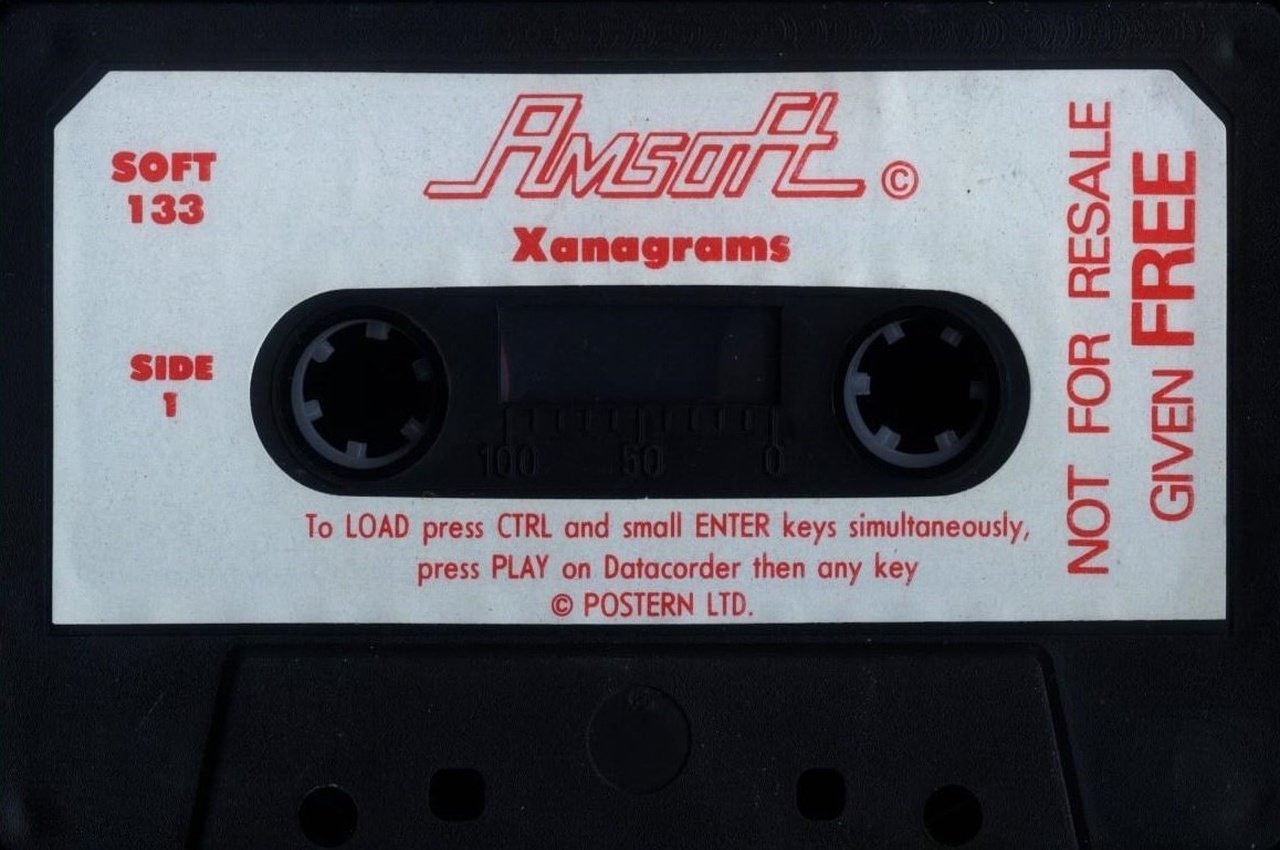 Amsoft ©
SOFT
133
Xanagrams
SIDE
1
100 50 0
To LOAD press CTRL and small ENTER keys simultaneously,
press PLAY on Datacorder then any key
© POSTERN LTD.
NOT FOR RESALE
GIVEN FREE